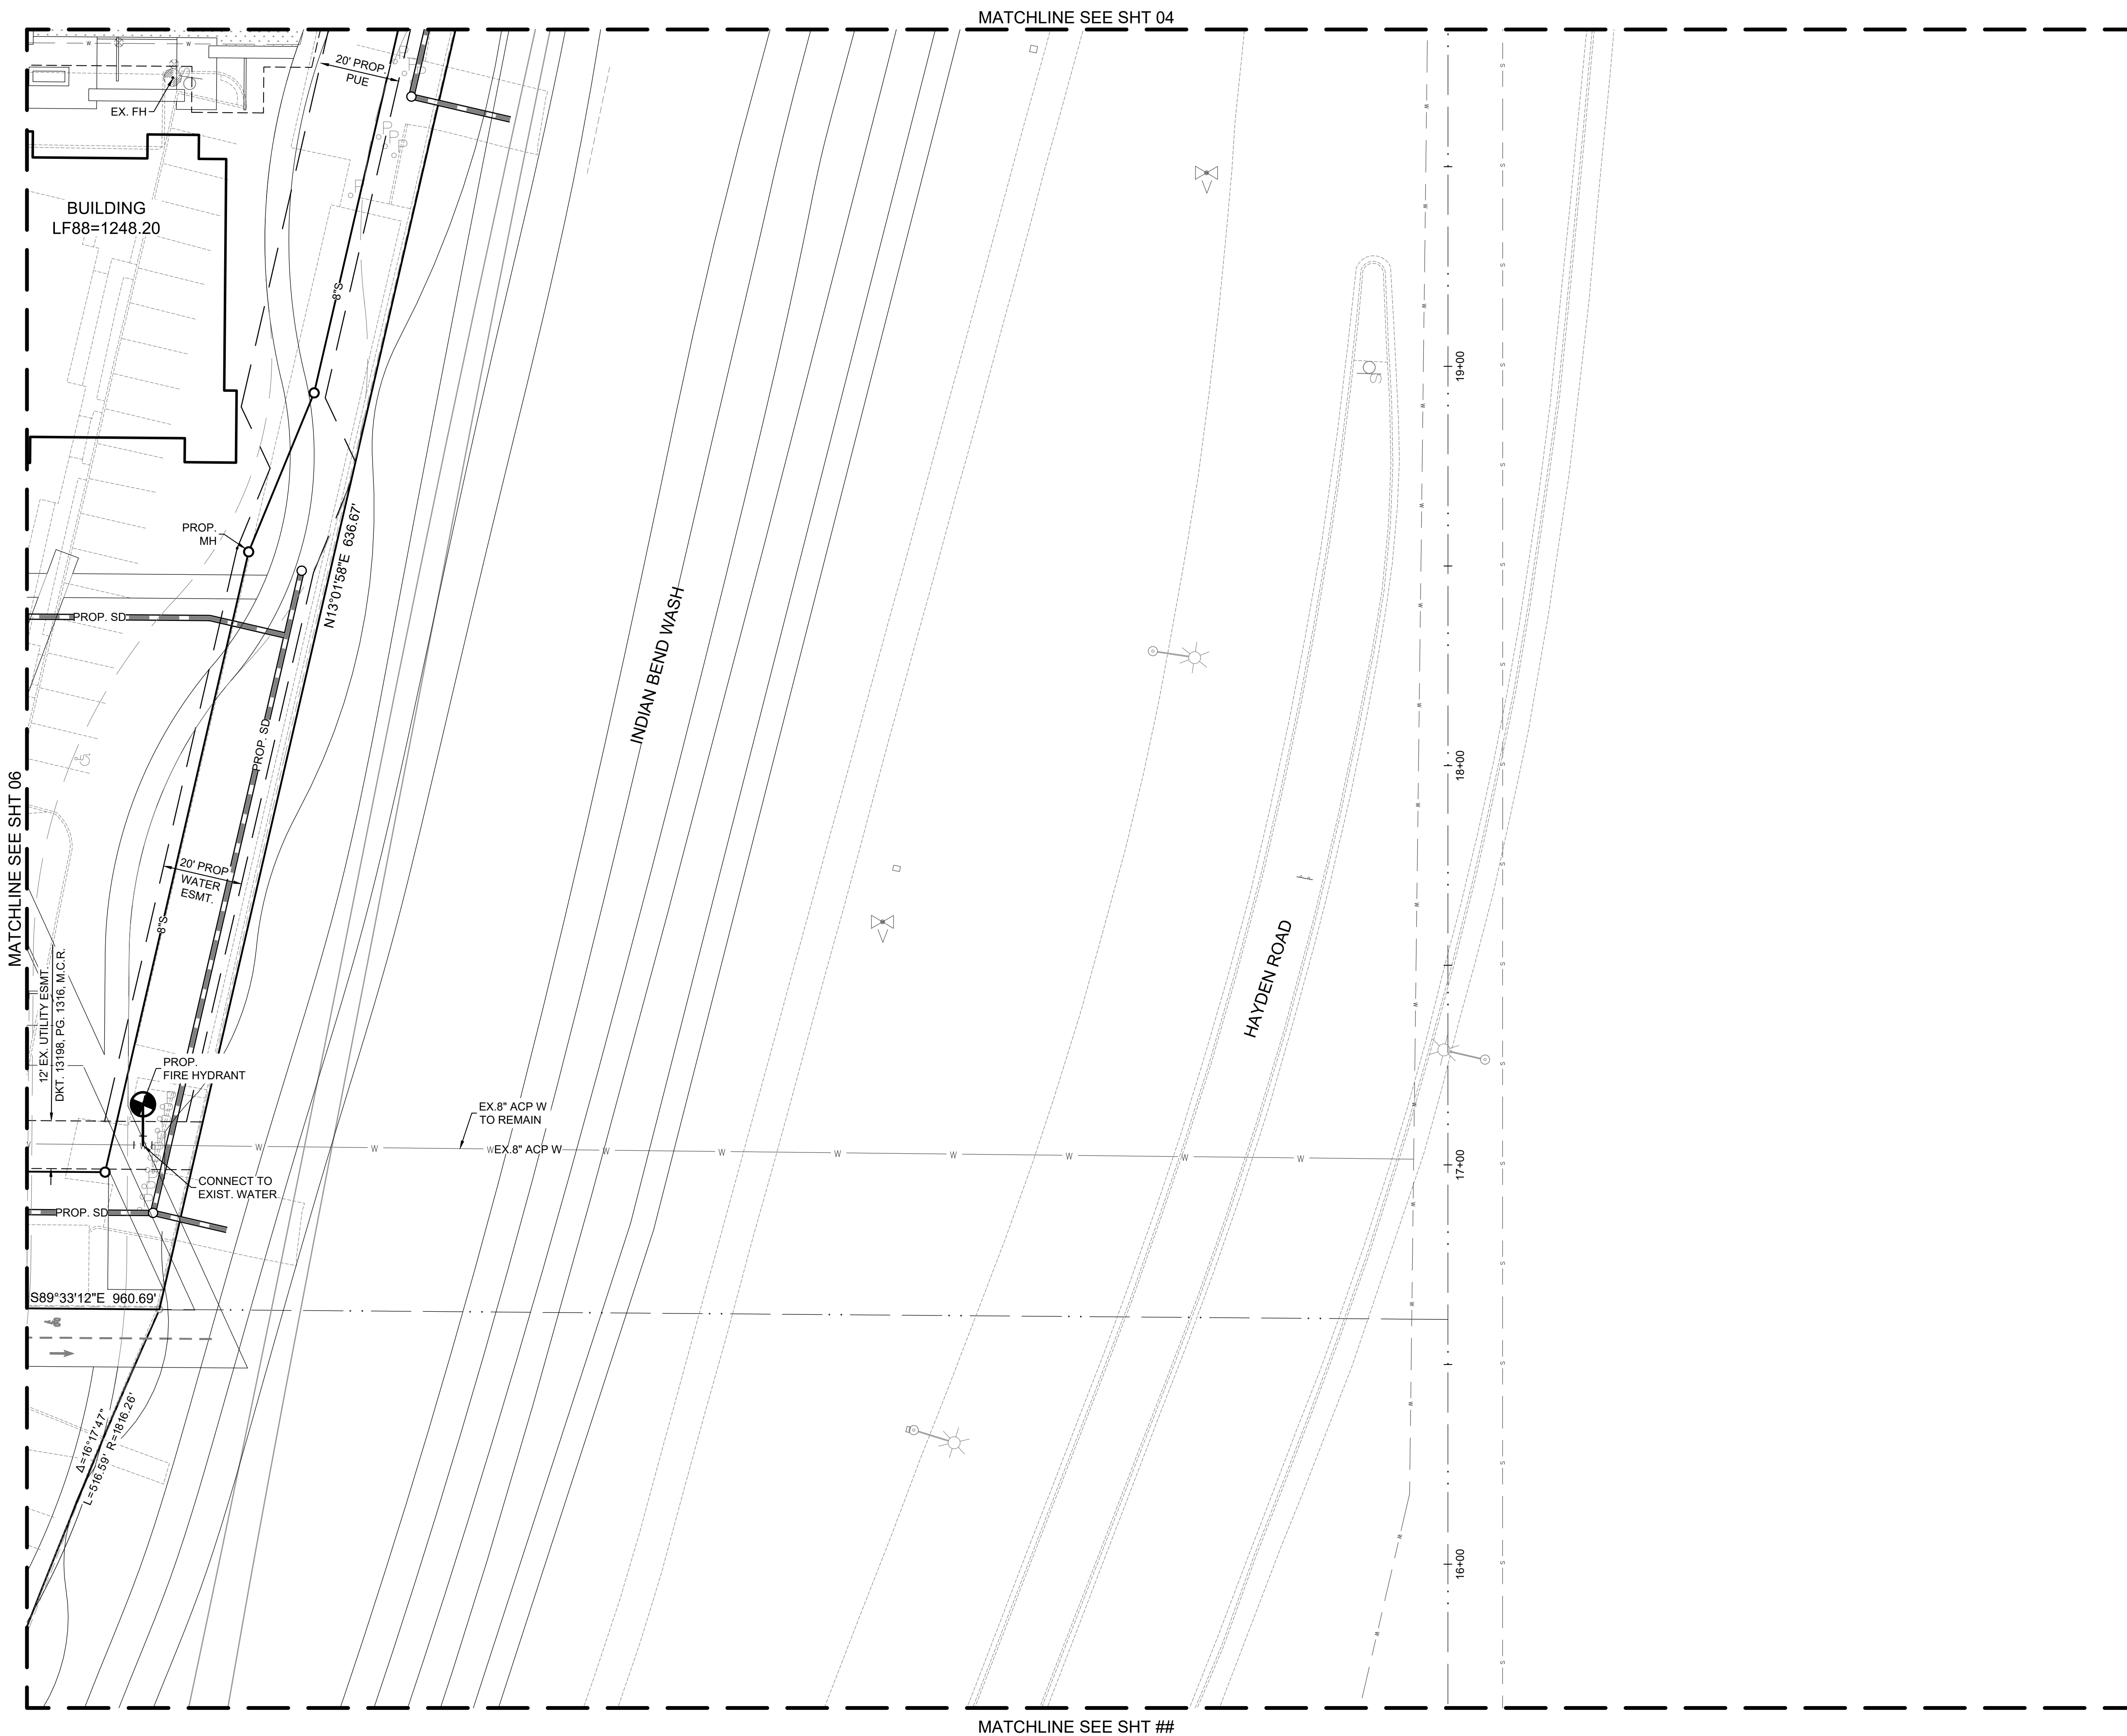 MATCHLINE SEE SHT 04
20' PROP.
PUE
EX. FH
BUILDING
LF88=1248.20
8"S
19+00
PROP.
MH
N13°01'58"E 636.67'
PROP. SD
INDIAN BEND WASH
PROP. SD
18+00
MATCHLINE SEE SHT 06
20' PROP
WATER
ESMT.
8"S
HAYDEN ROAD
12' EX. UTILITY ESMT.
DKT. 13198, PG. 1316, M.C.R.
PROP.
FIRE HYDRANT
EX.8" ACP W
TO REMAIN
EX.8" ACP W
17+00
CONNECT TO
EXIST. WATER
PROP. SD
S89°33'12"E 960.69'
Δ=16°17'47"
L=516.59' R=1816.26'
16+00
MATCHLINE SEE SHT ##